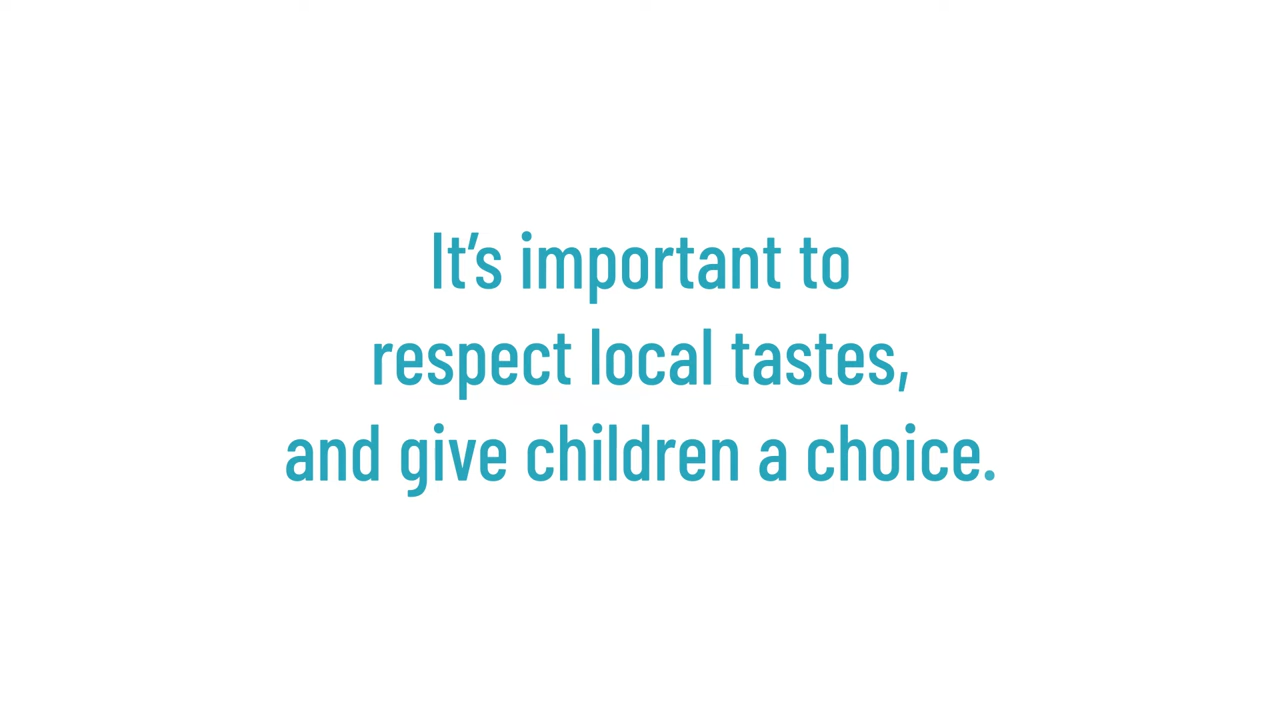 It’s important to
respect local tastes,
and give children a choice.